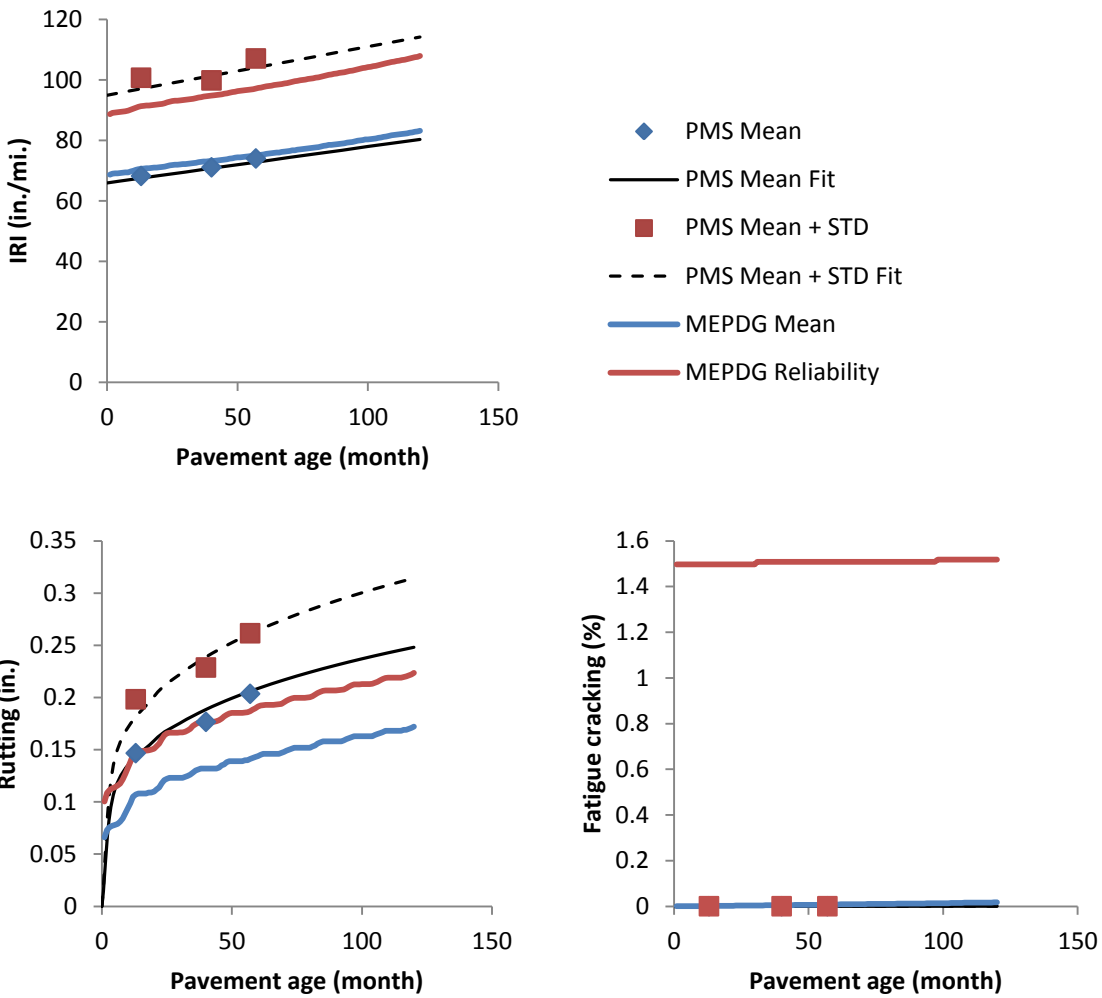 120
100
80
60
40
20
0
IRI (in./mi.)
0 50 100 150
Pavement age (month)
PMS Mean
PMS Mean Fit
PMS Mean + STD
PMS Mean + STD Fit
MEPDG Mean
MEPDG Reliability
0.35
0.3
0.25
0.2
0.15
0.1
0.05
0
Rutting (in.)
0 50 100 150
Pavement age (month)
1.6
1.4
1.2
1
0.8
0.6
0.4
0.2
0
Fatigue cracking (%)
0 50 100 150
Pavement age (month)